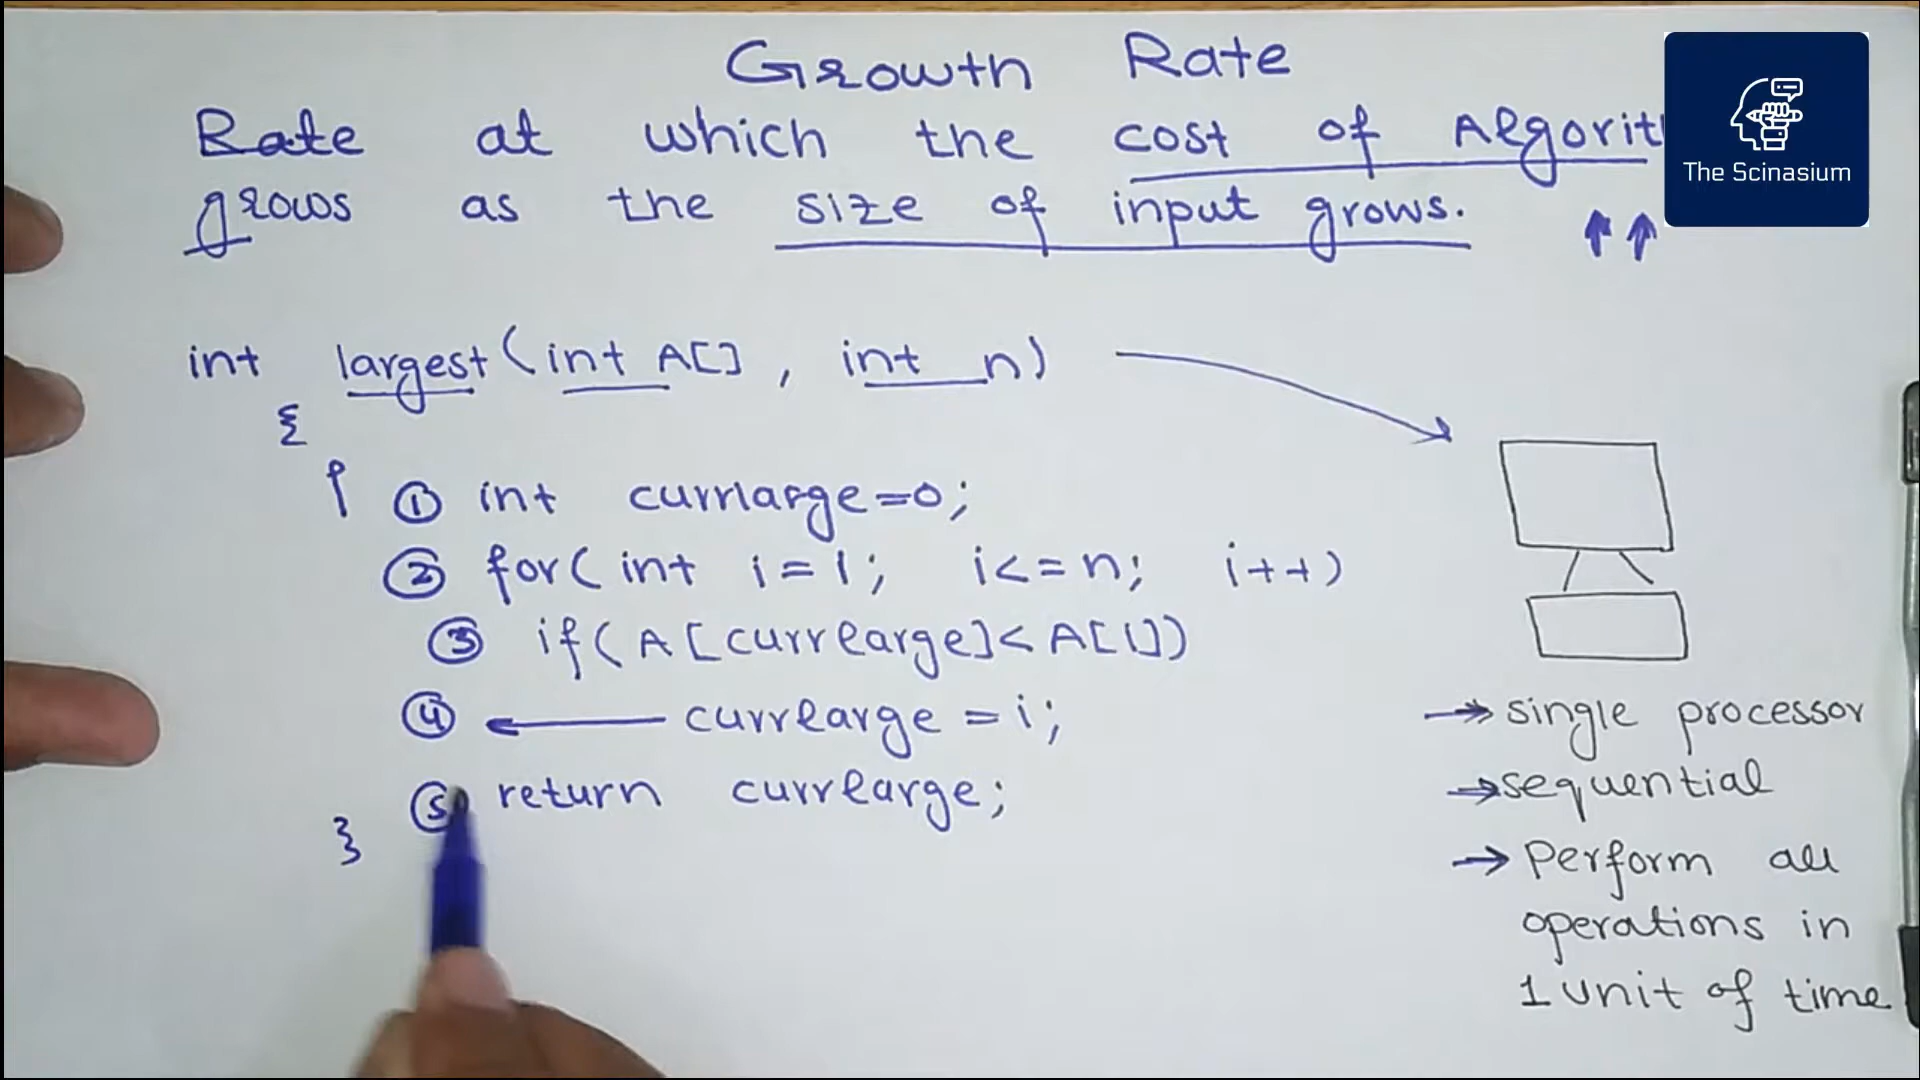 Growth Rate
Rate at which the cost of Algorit
grows as the size of input grows.
The Scinasium
int largest(int A[], int n)
{
① int currlarge=0;
② for(int i=1; i<=n; i++)
③ if(A[currlarge]<A[i])
④ ← currlarge=i;
⑤ return currlarge;
}
→ single processor
→ sequential
→ Perform all
operations in
1 unit of time